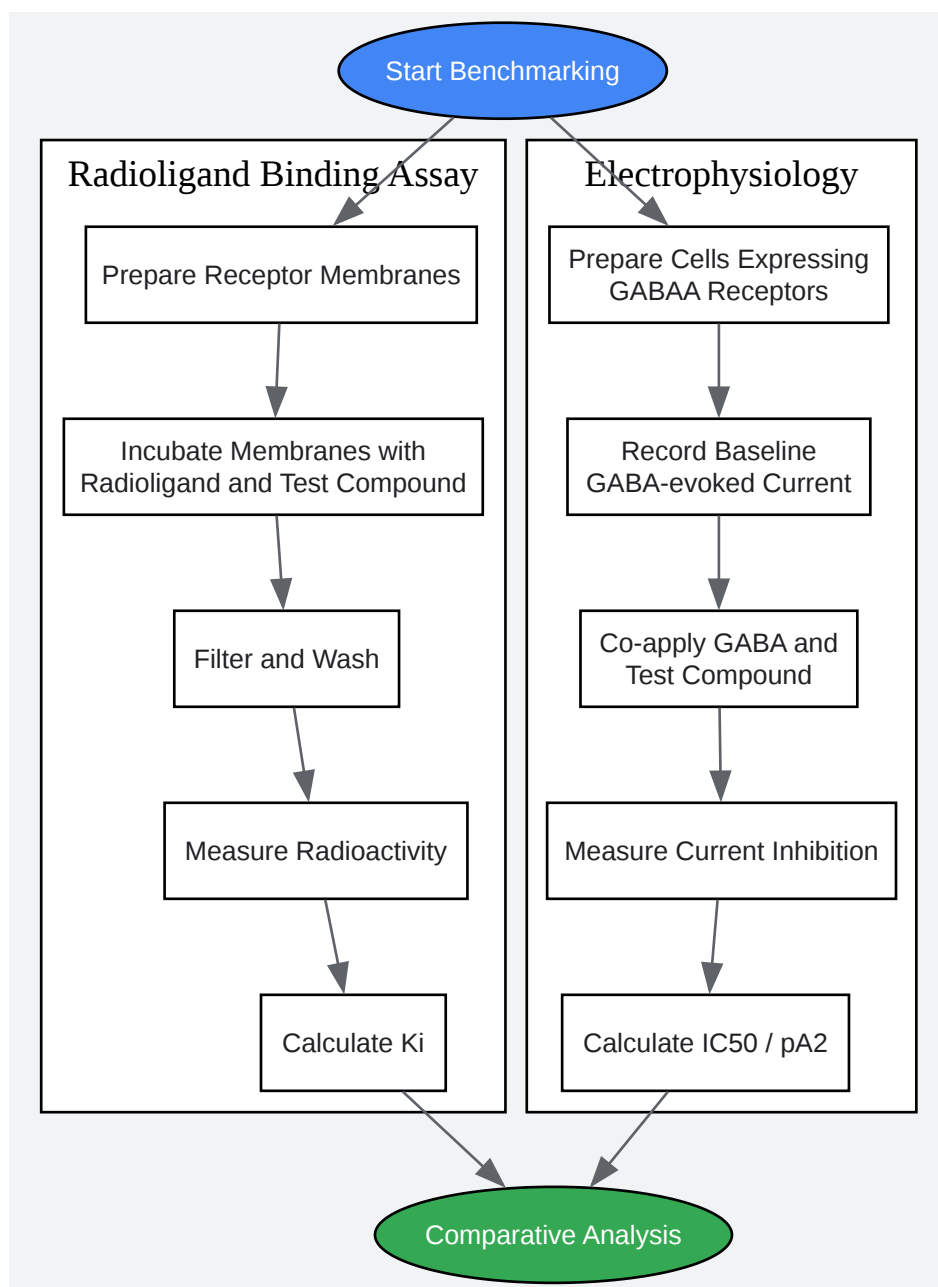 Start Benchmarking
Radioligand Binding Assay
Prepare Receptor Membranes
Incubate Membranes with
Radioligand and Test Compound
Filter and Wash
Measure Radioactivity
Calculate Ki
Electrophysiology
Prepare Cells Expressing
GABAA Receptors
Record Baseline
GABA-evoked Current
Co-apply GABA and
Test Compound
Measure Current Inhibition
Calculate IC50 / pA2
Comparative Analysis